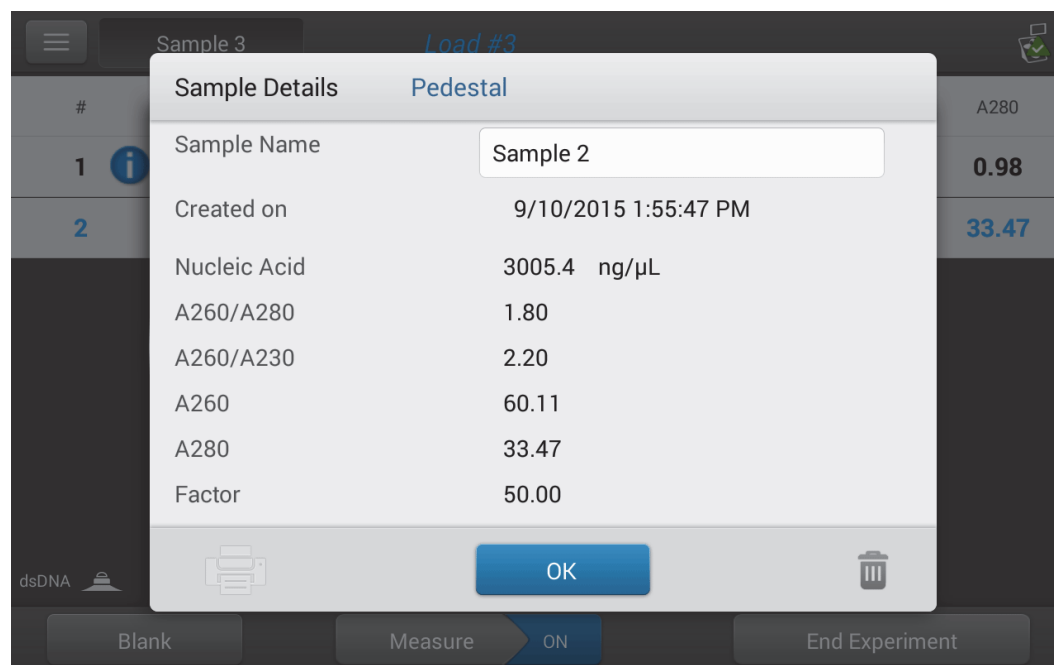 Sample 3 Load #3
Sample Details Pedestal
# A280
Sample Name Sample 2
1 i 0.98
Created on 9/10/2015 1:55:47 PM
2 33.47
Nucleic Acid 3005.4 ng/µL
A260/A280 1.80
A260/A230 2.20
A260 60.11
A280 33.47
Factor 50.00
OK
dsDNA
Blank Measure ON End Experiment